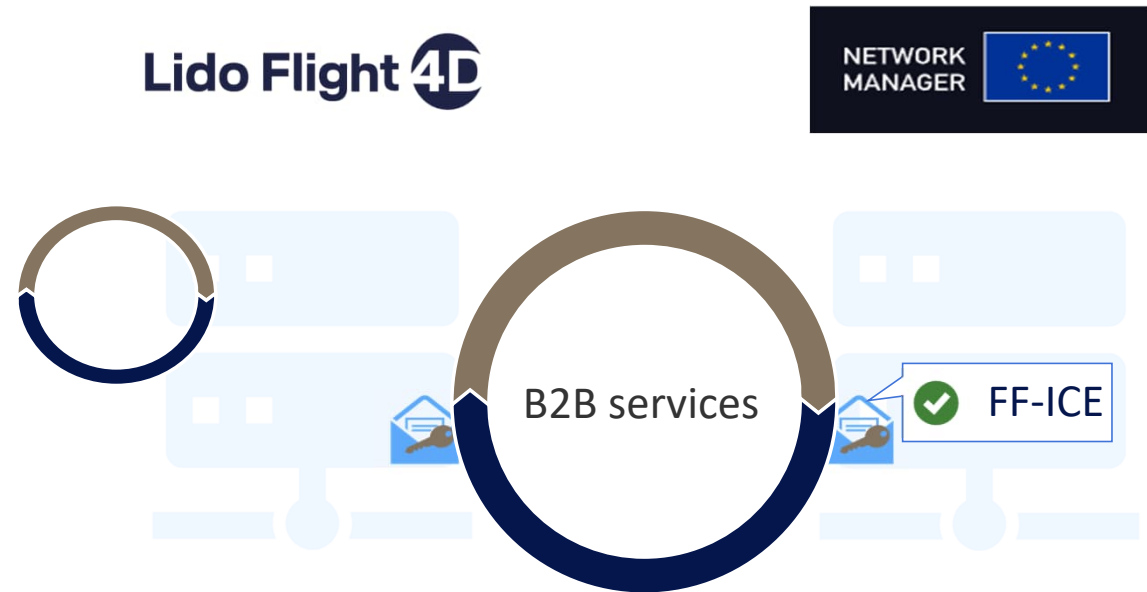 Lido Flight 4D
NETWORK
MANAGER
B2B services
FF-ICE